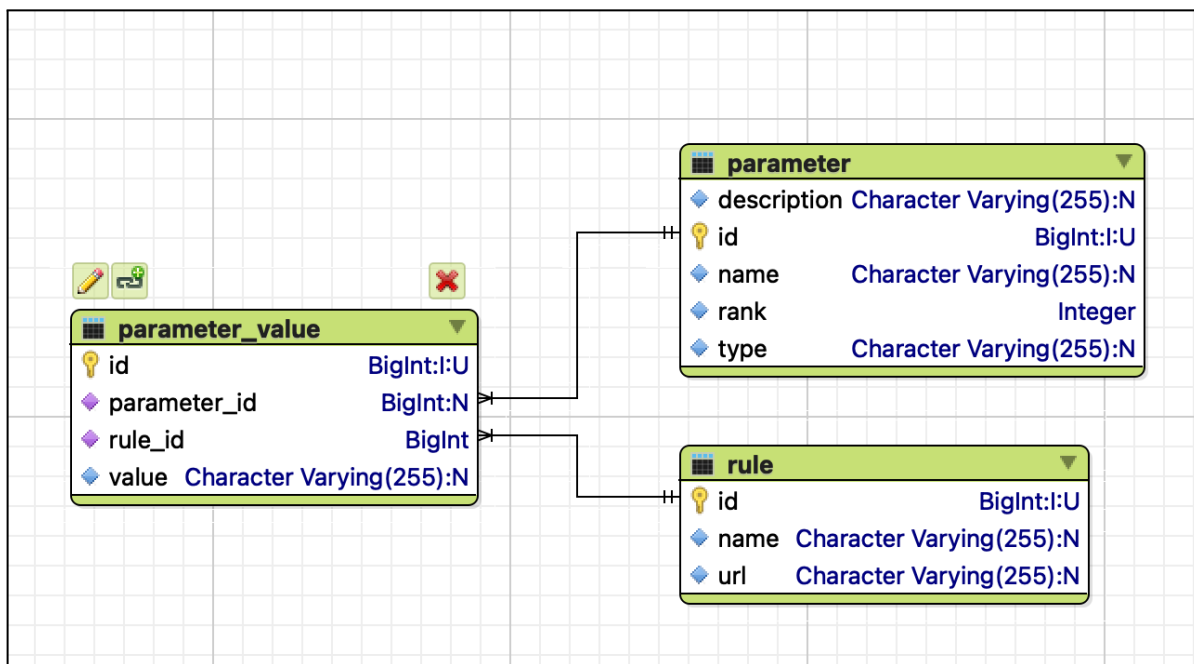 parameter
description Character Varying(255):N
id BigInt:I:U
name Character Varying(255):N
rank Integer
type Character Varying(255):N
parameter_value
id BigInt:I:U
parameter_id BigInt:N
rule_id BigInt
value Character Varying(255):N
rule
id BigInt:I:U
name Character Varying(255):N
url Character Varying(255):N